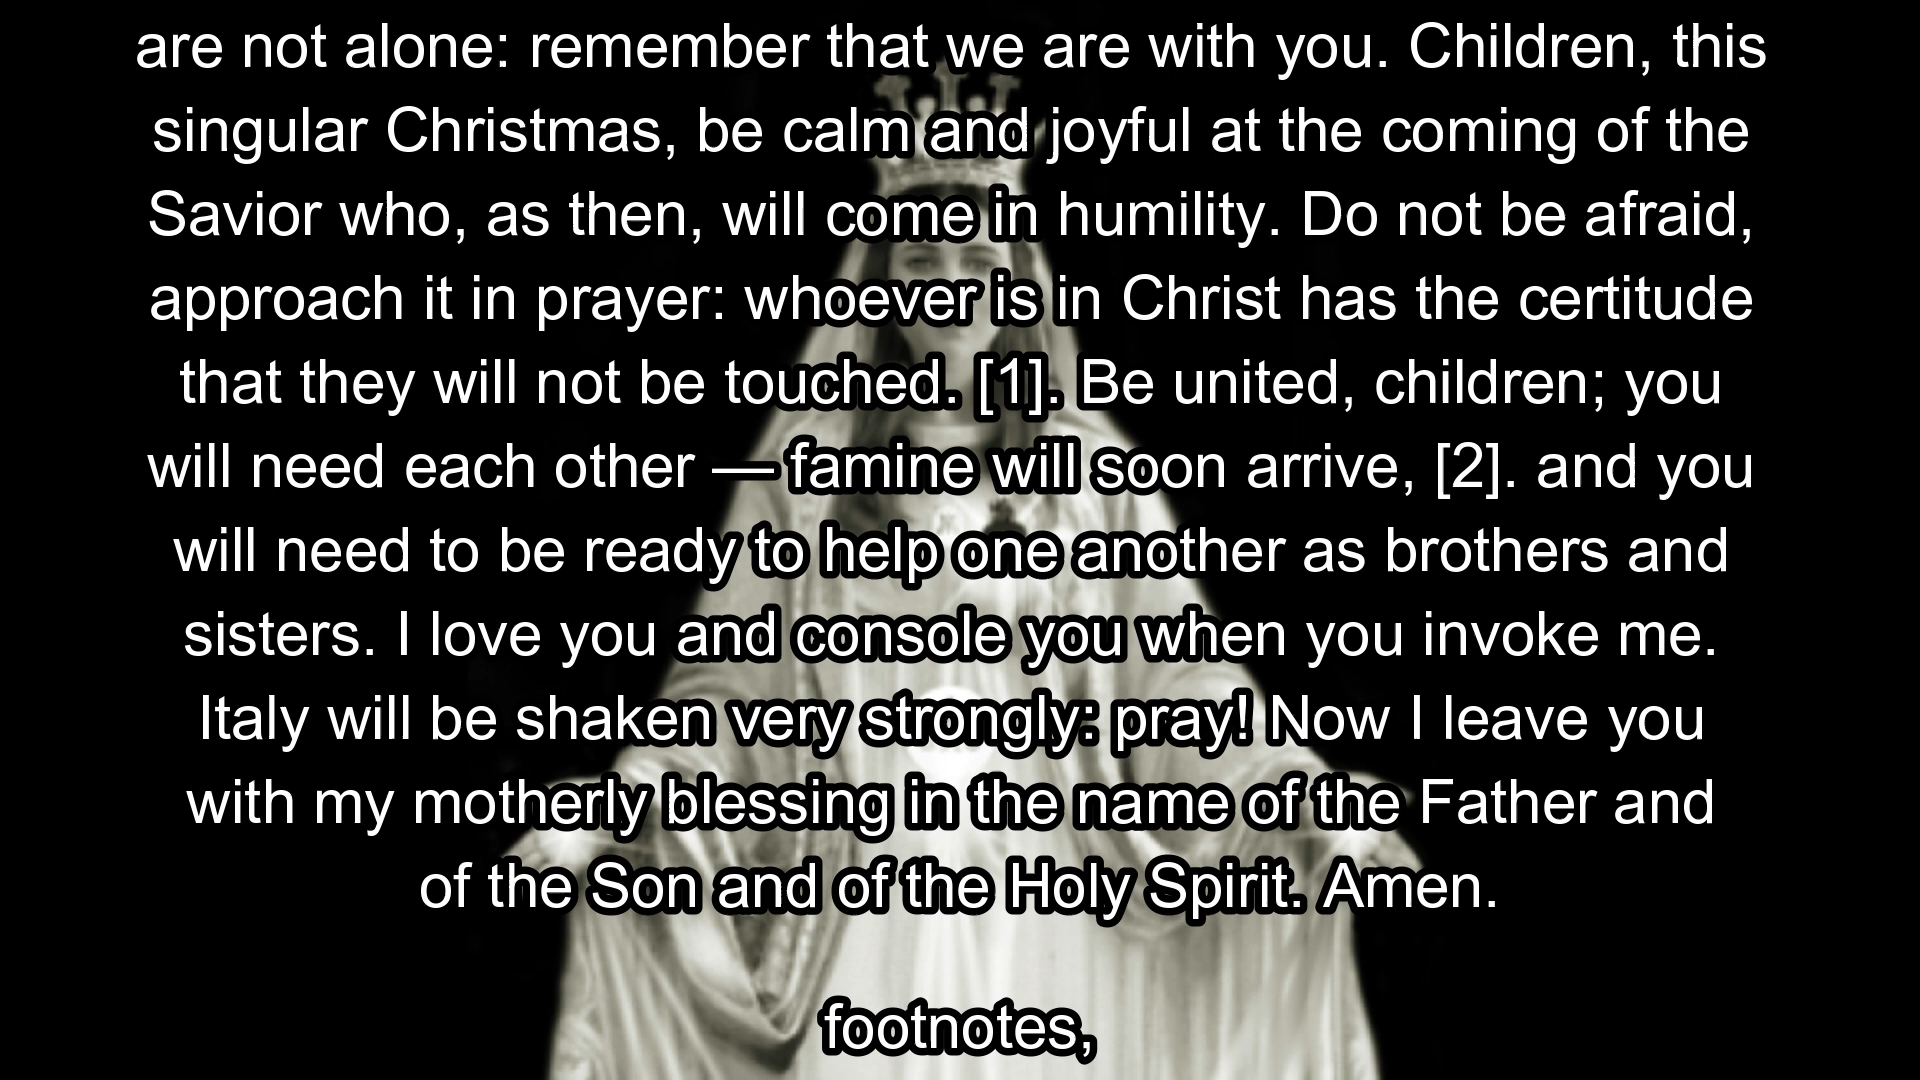 are not alone: remember that we are with you. Children, this
singular Christmas, be calm and joyful at the coming of the
Savior who, as then, will come in humility. Do not be afraid,
approach it in prayer: whoever is in Christ has the certitude
that they will not be touched. [1]. Be united, children; you
will need each other — famine will soon arrive, [2]. and you
will need to be ready to help one another as brothers and
sisters. I love you and console you when you invoke me.
Italy will be shaken very strongly: pray! Now I leave you
with my motherly blessing in the name of the Father and
of the Son and of the Holy Spirit. Amen.
footnotes,